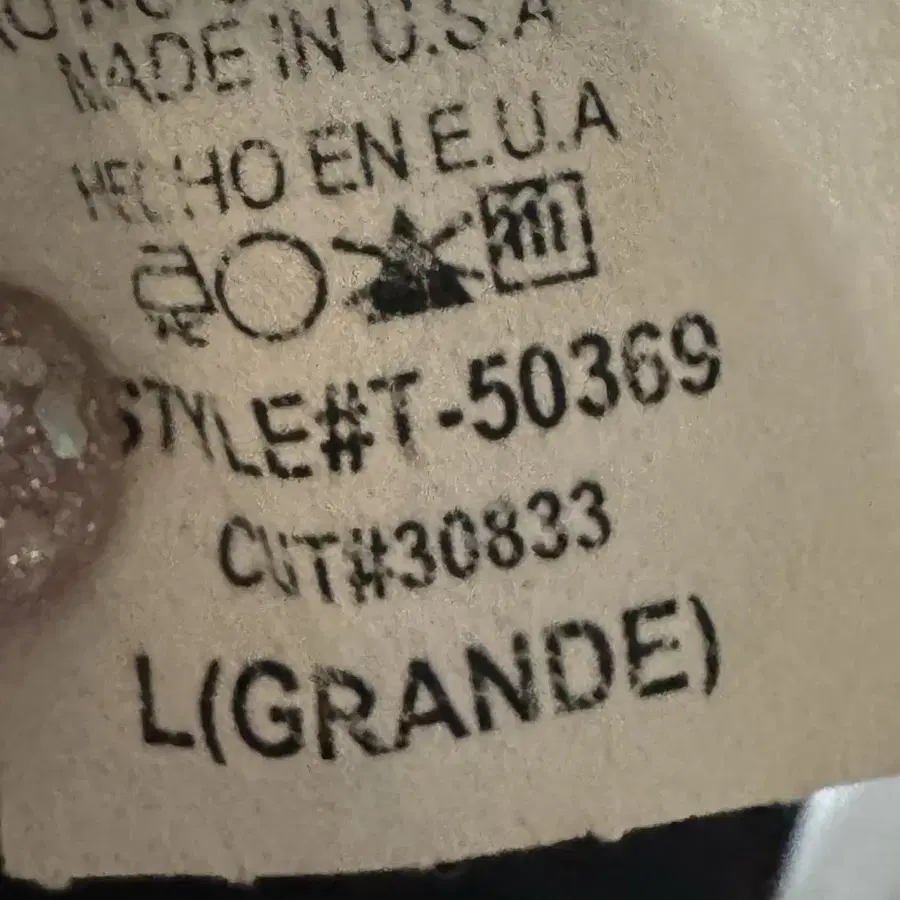 MADE IN U.S.A
HECHO EN E.U.A
STYLE#T-50369
CUT#30833
L(GRANDE)